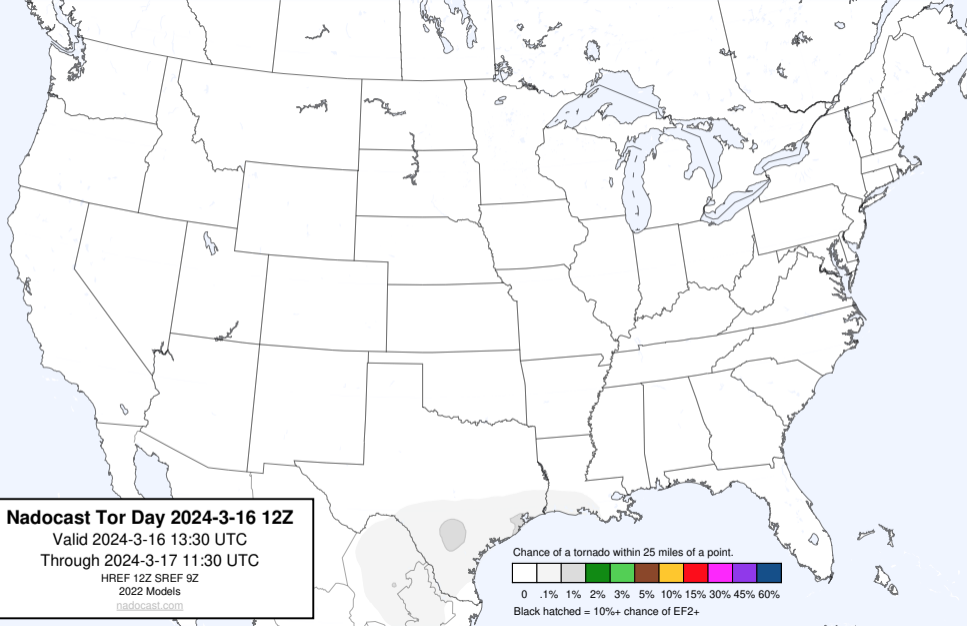 Nadocast Tor Day 2024-3-16 12Z
Valid 2024-3-16 13:30 UTC
Through 2024-3-17 11:30 UTC
HREF 12Z SREF 9Z
2022 Models
nadocast.com
Chance of a tornado within 25 miles of a point.
0 .1% 1% 2% 3% 5% 10% 15% 30% 45% 60%
Black hatched = 10%+ chance of EF2+